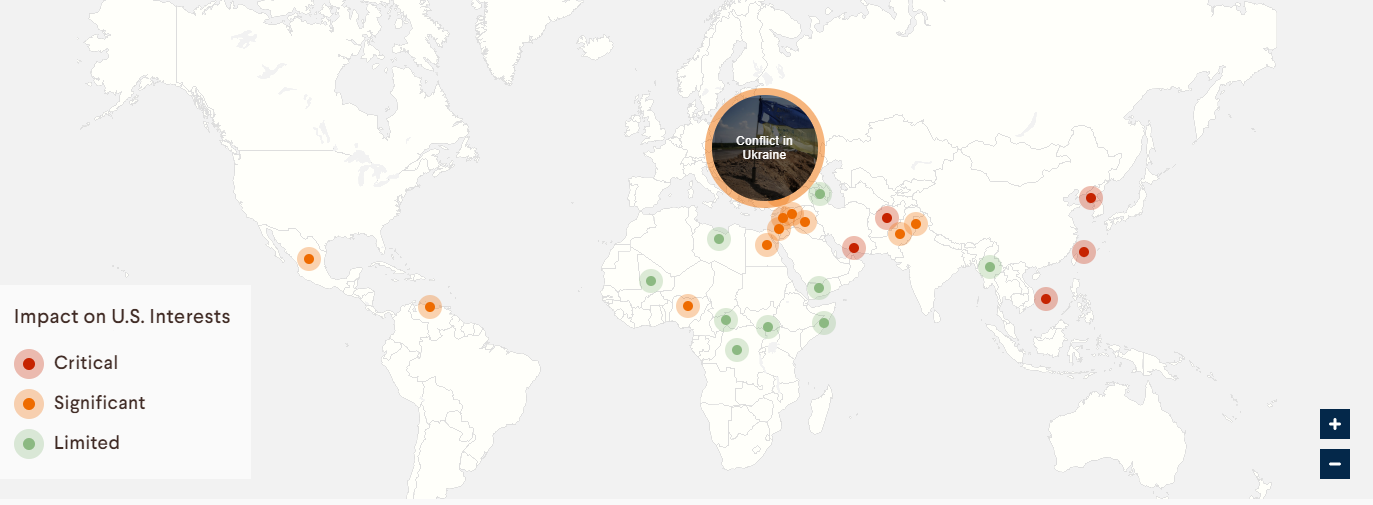 Conflict in
Ukraine
Impact on U.S. Interests
Critical
Significant
Limited
+
−